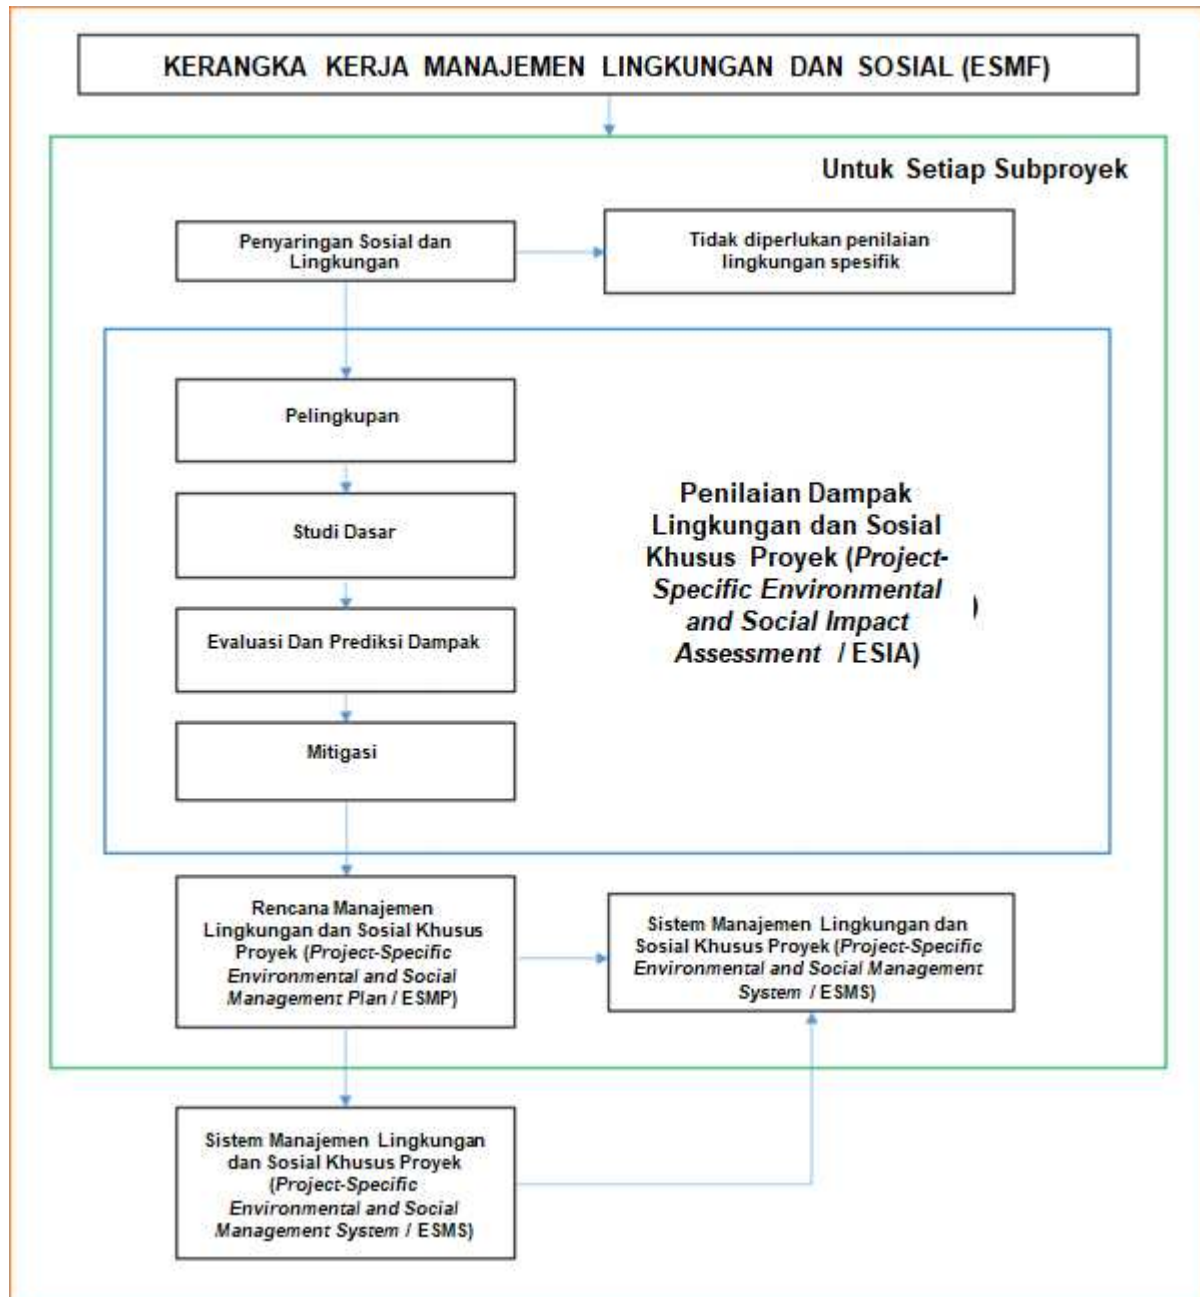 KERANGKA KERJA MANAJEMEN LINGKUNGAN DAN SOSIAL (ESMF)
Untuk Setiap Subproyek
Penyaringan Sosial dan
Lingkungan
Tidak diperlukan penilaian
lingkungan spesifik
Pelingkupan
Studi Dasar
Evaluasi Dan Prediksi Dampak
Mitigasi
Penilaian Dampak
Lingkungan dan Sosial
Khusus Proyek (Project-
Specific Environmental
and Social Impact
Assessment / ESIA)
)
Rencana Manajemen
Lingkungan dan Sosial Khusus
Proyek (Project-Specific
Environmental and Social
Management Plan / ESMP)
Sistem Manajemen Lingkungan dan
Sosial Khusus Proyek (Project-Specific
Environmental and Social Management
System / ESMS)
Sistem Manajemen Lingkungan
dan Sosial Khusus Proyek
(Project-Specific
Environmental and Social
Management System / ESMS)